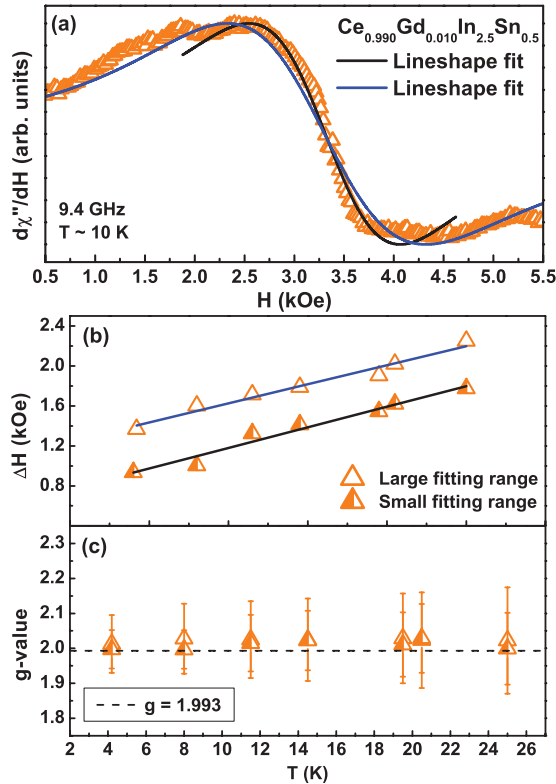 (a)
Ce0.990Gd0.010In2.5Sn0.5
Lineshape fit
Lineshape fit
dχ''/dH (arb. units)
9.4 GHz
T ~ 10 K
0.5 1.0 1.5 2.0 2.5 3.0 3.5 4.0 4.5 5.0 5.5
H (kOe)
(b)
2.4
2.0
1.6
1.2
0.8
ΔH (kOe)
Large fitting range
Small fitting range
(c)
2.2
2.1
2.0
1.9
1.8
g-value
g = 1.993
2 4 6 8 10 12 14 16 18 20 22 24 26
T (K)